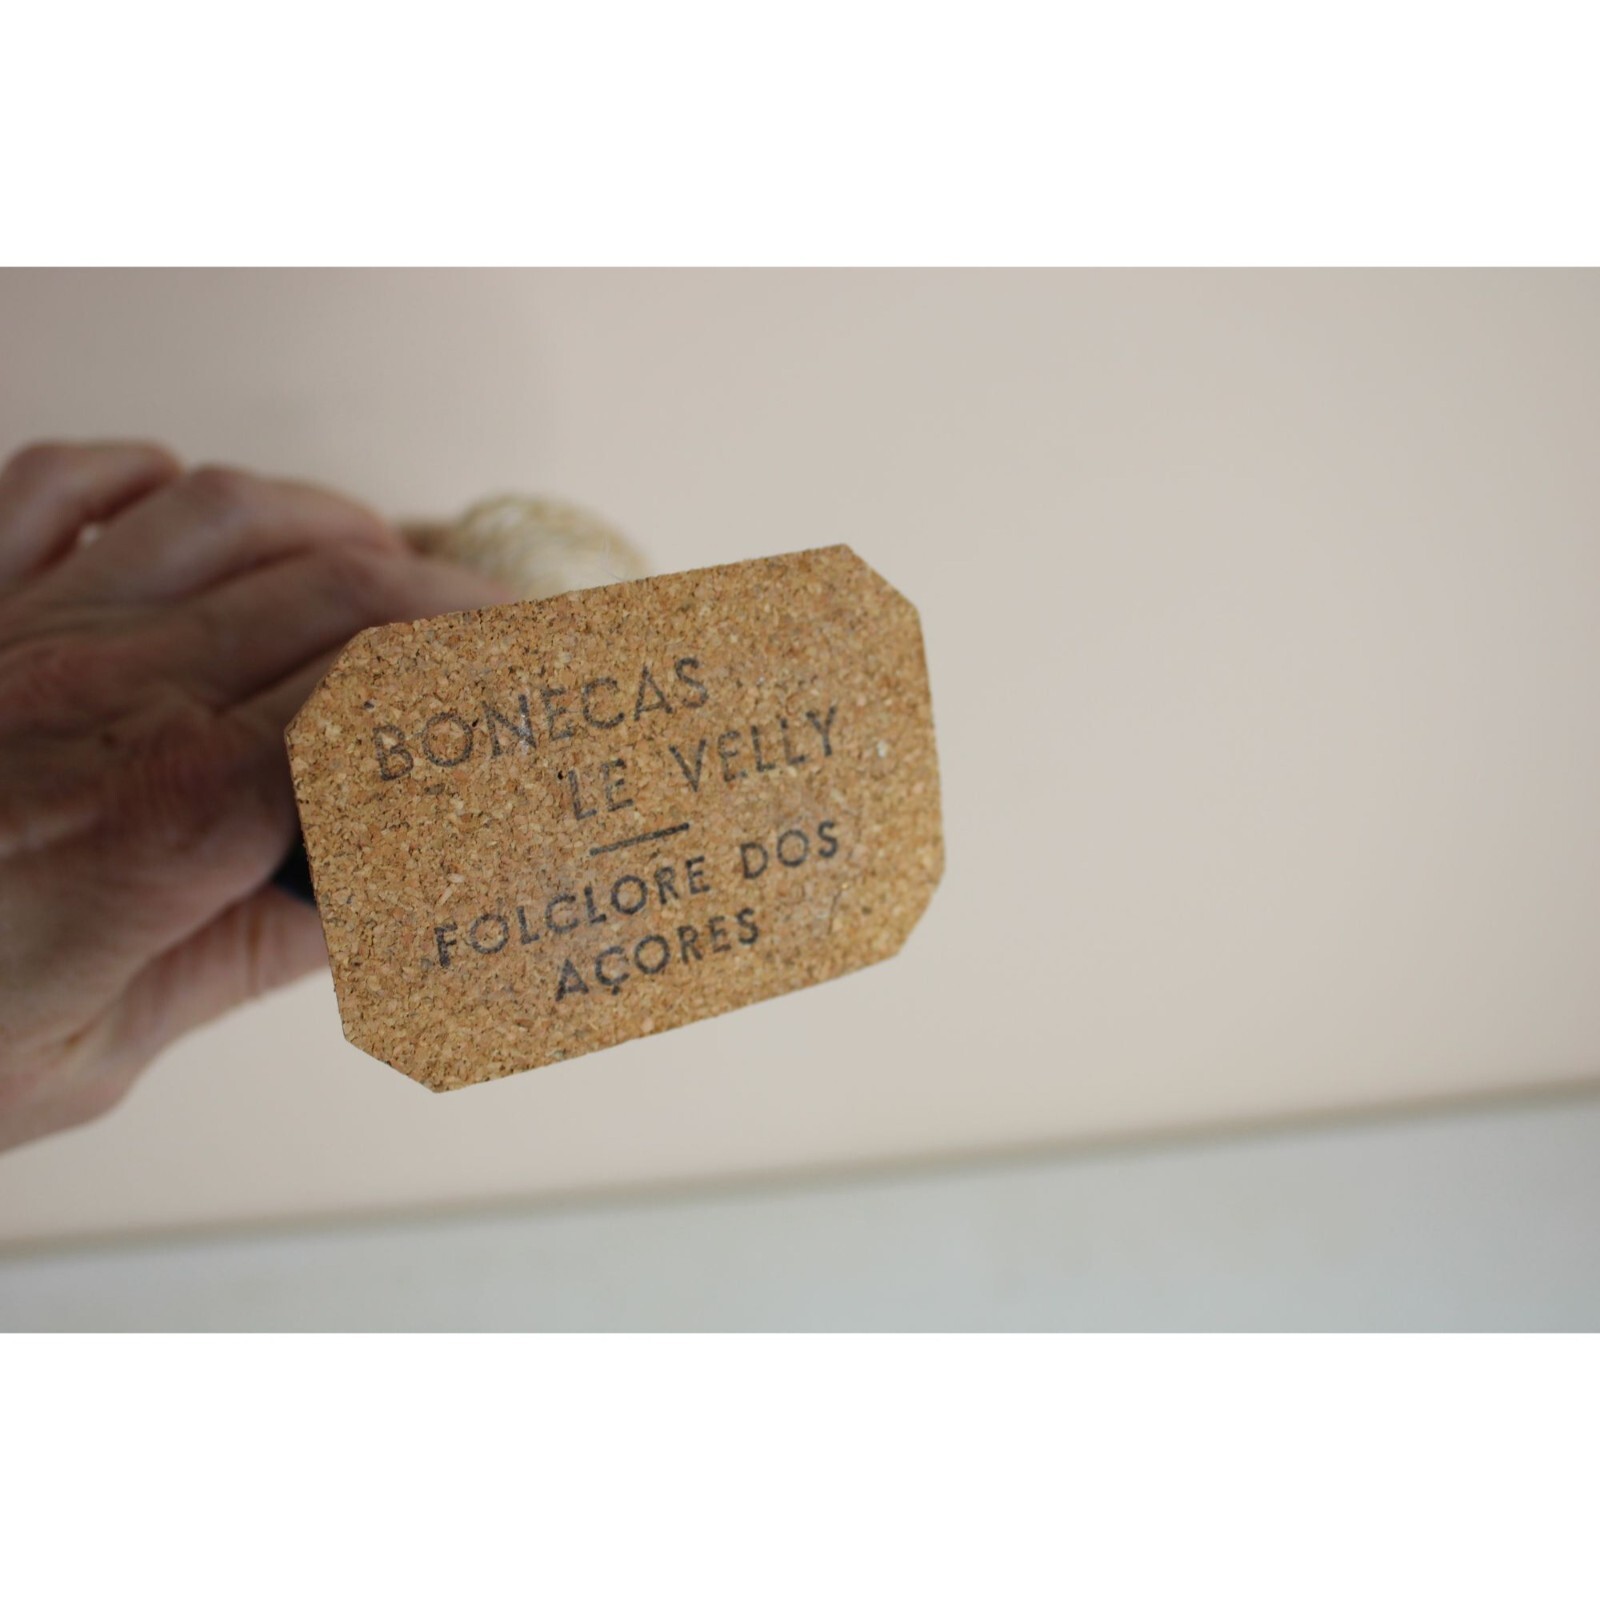 BONECAS
LE VELLY
FOLCLORE DOS
AÇORES